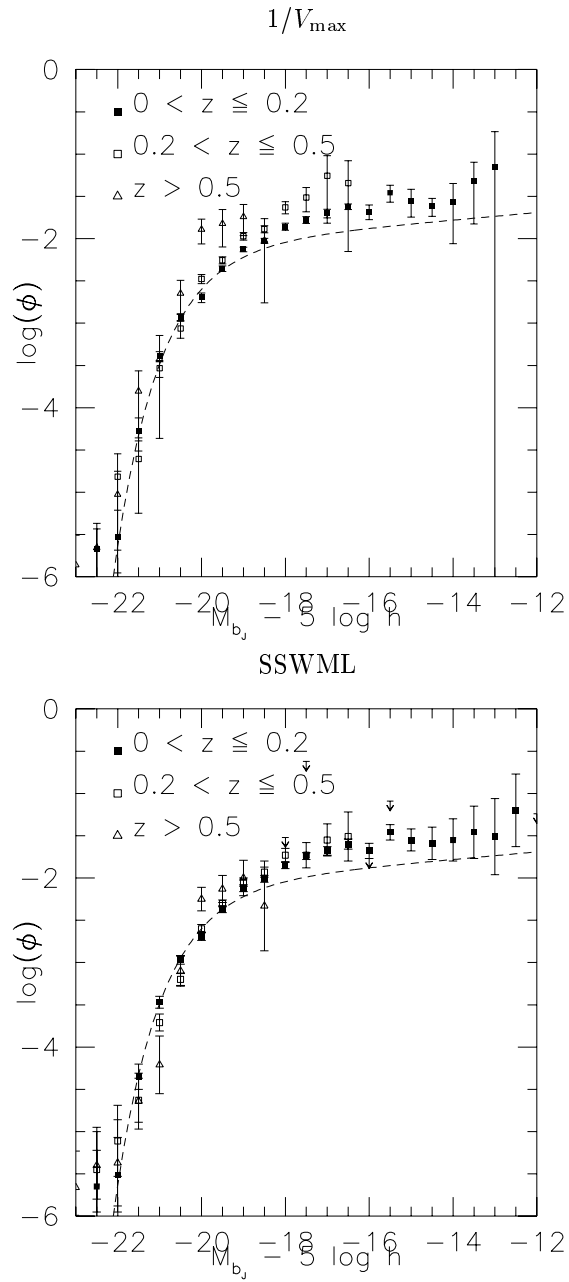 1/V_max
0
0 < z ≤ 0.2
0.2 < z ≤ 0.5
z > 0.5
−2
log(ϕ)
−4
−6
−22 −20 −18 −16 −14 −12
M_bJ − 5 log h
SSWML
0
0 < z ≤ 0.2
0.2 < z ≤ 0.5
z > 0.5
−2
log(ϕ)
−4
−6
−22 −20 −18 −16 −14 −12
M_bJ − 5 log h